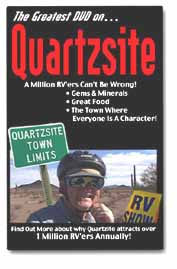 The Greatest DVD on...
Quartzsite
A Million RV'ers Can't Be Wrong!
• Gems & Minerals
• Great Food
• The Town Where
Everyone Is A Character!
QUARTZSITE
TOWN
LIMITS
RV
SHOW
Find Out More about why Quartzite attracts over
1 Million RV'ers Annually!